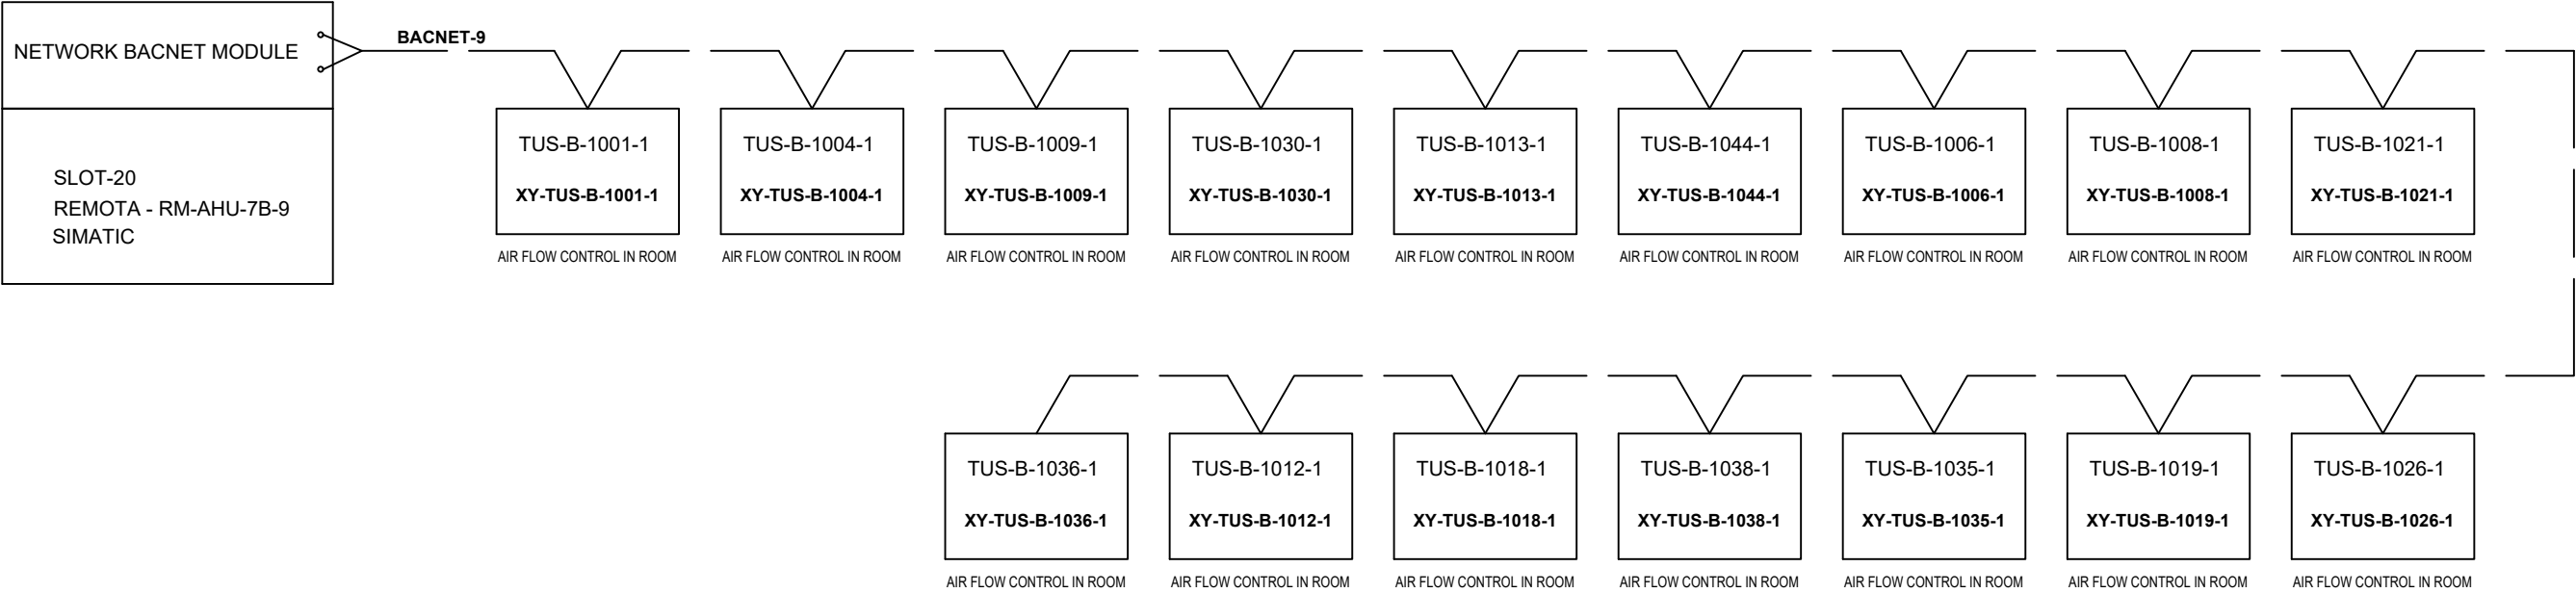 NETWORK BACNET MODULE
BACNET-9
SLOT-20
REMOTA - RM-AHU-7B-9
SIMATIC
TUS-B-1001-1
XY-TUS-B-1001-1
AIR FLOW CONTROL IN ROOM
TUS-B-1004-1
XY-TUS-B-1004-1
AIR FLOW CONTROL IN ROOM
TUS-B-1009-1
XY-TUS-B-1009-1
AIR FLOW CONTROL IN ROOM
TUS-B-1030-1
XY-TUS-B-1030-1
AIR FLOW CONTROL IN ROOM
TUS-B-1013-1
XY-TUS-B-1013-1
AIR FLOW CONTROL IN ROOM
TUS-B-1044-1
XY-TUS-B-1044-1
AIR FLOW CONTROL IN ROOM
TUS-B-1006-1
XY-TUS-B-1006-1
AIR FLOW CONTROL IN ROOM
TUS-B-1008-1
XY-TUS-B-1008-1
AIR FLOW CONTROL IN ROOM
TUS-B-1021-1
XY-TUS-B-1021-1
AIR FLOW CONTROL IN ROOM
TUS-B-1036-1
XY-TUS-B-1036-1
AIR FLOW CONTROL IN ROOM
TUS-B-1012-1
XY-TUS-B-1012-1
AIR FLOW CONTROL IN ROOM
TUS-B-1018-1
XY-TUS-B-1018-1
AIR FLOW CONTROL IN ROOM
TUS-B-1038-1
XY-TUS-B-1038-1
AIR FLOW CONTROL IN ROOM
TUS-B-1035-1
XY-TUS-B-1035-1
AIR FLOW CONTROL IN ROOM
TUS-B-1019-1
XY-TUS-B-1019-1
AIR FLOW CONTROL IN ROOM
TUS-B-1026-1
XY-TUS-B-1026-1
AIR FLOW CONTROL IN ROOM